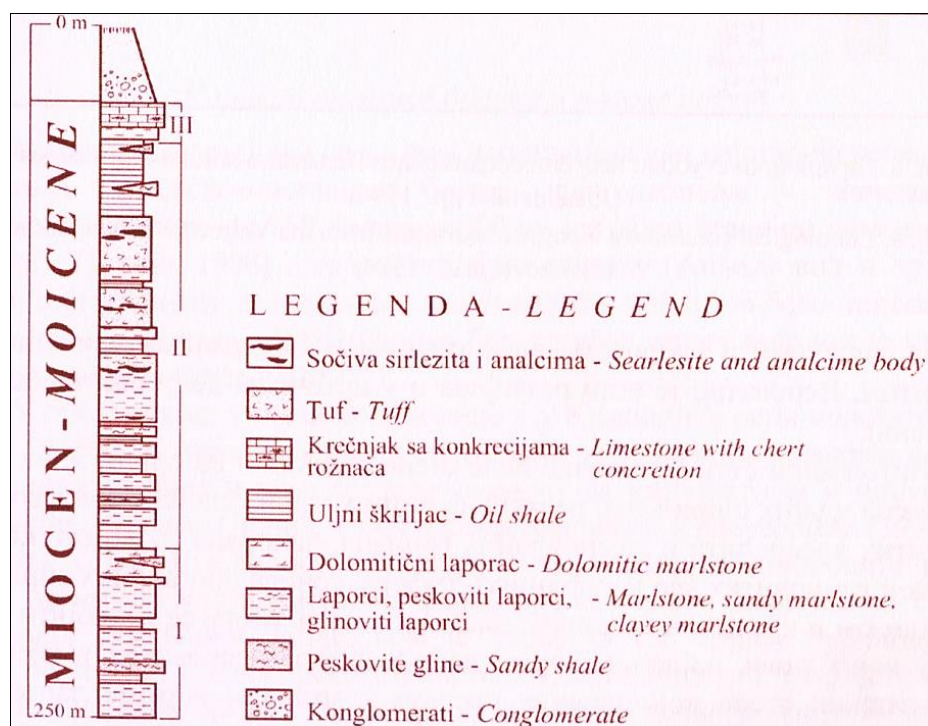 0 m
III
II
I
250 m
MIOCEN - MOICENE
LEGENDA - LEGEND
Sočiva sirlezita i analcima - Searlesite and analcime body
Tuf - Tuff
Krečnjak sa konkrecijama - Limestone with chert
rožnaca concretion
Uljni škriljac - Oil shale
Dolomitični laporac - Dolomitic marlstone
Laporci, peskoviti laporci, - Marlstone, sandy marlstone,
glinoviti laporci clayey marlstone
Peskovite gline - Sandy shale
Konglomerati - Conglomerate